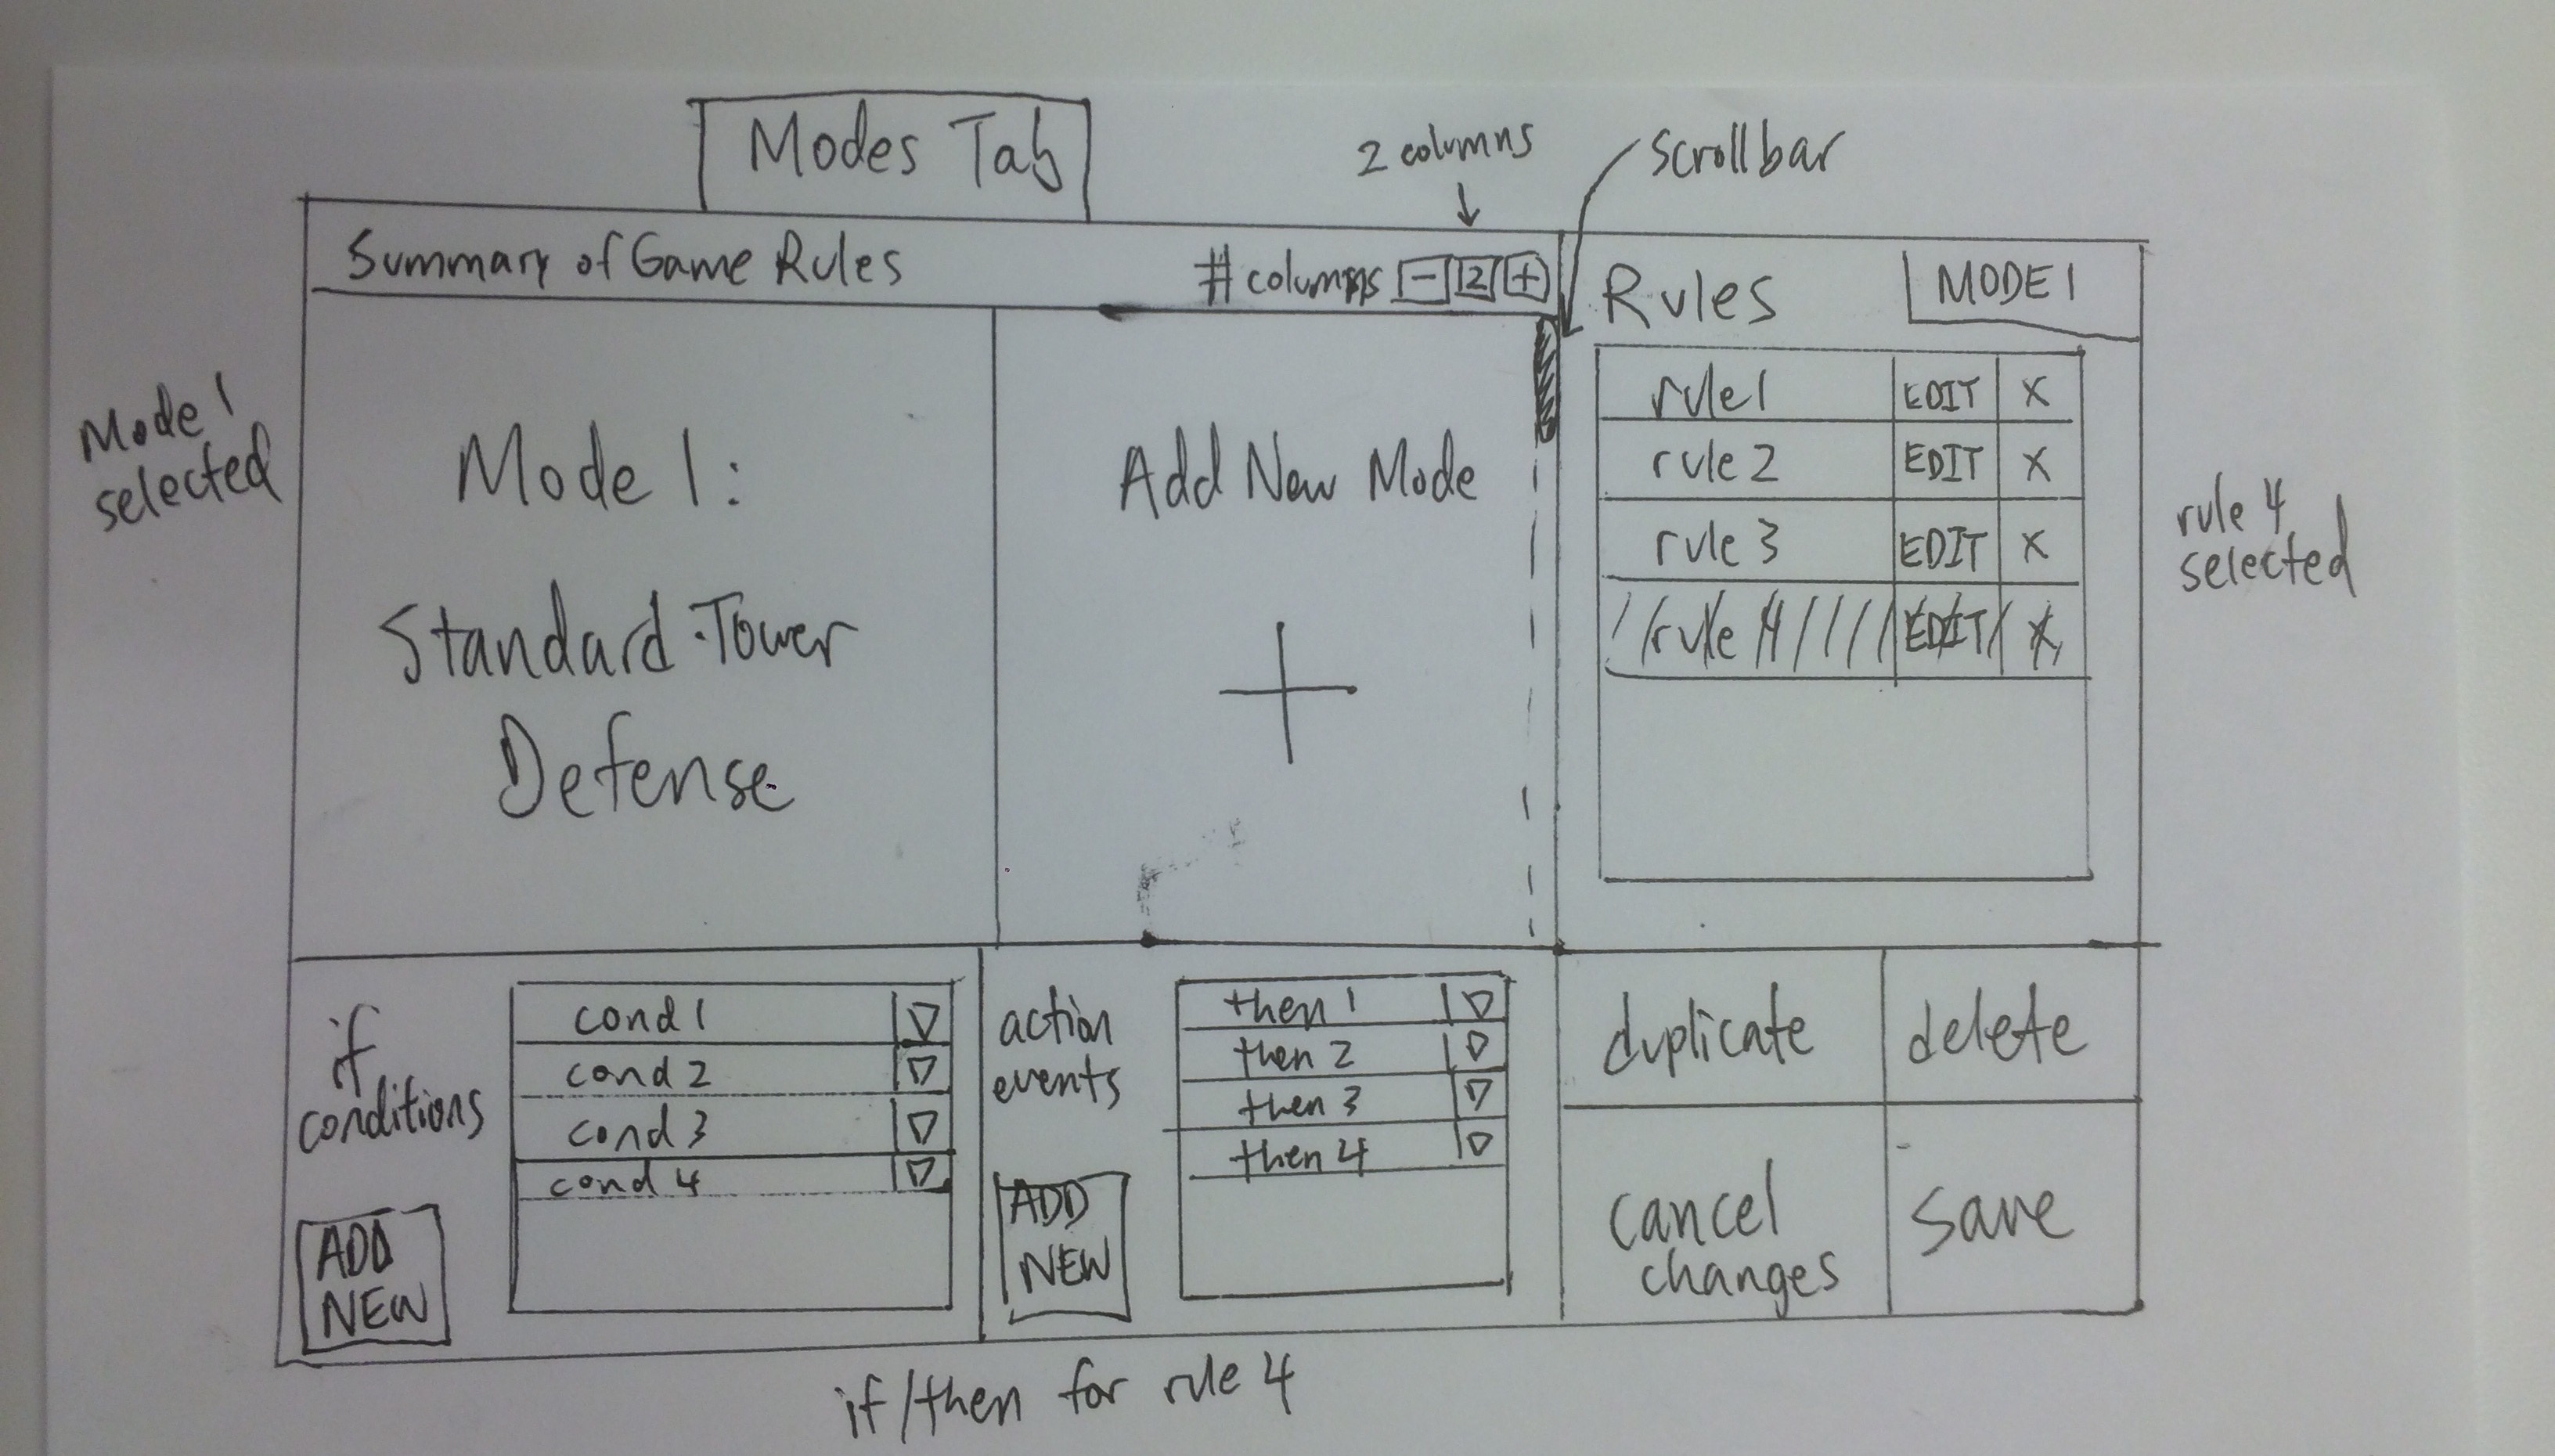 Modes Tab
2 columns
scrollbar
Summary of Game Rules
# columns - 2 +
Rules
MODE 1
Mode 1
selected
Mode 1:
Standard Tower
Defense
Add New Mode
+
rule 1 EDIT X
rule 2 EDIT X
rule 3 EDIT X
rule 4 EDIT X
rule 4
selected
if
conditions
ADD
NEW
cond 1
cond 2
cond 3
cond 4
action
events
ADD
NEW
then 1
then 2
then 3
then 4
duplicate
delete
cancel
changes
save
if/then for rule 4